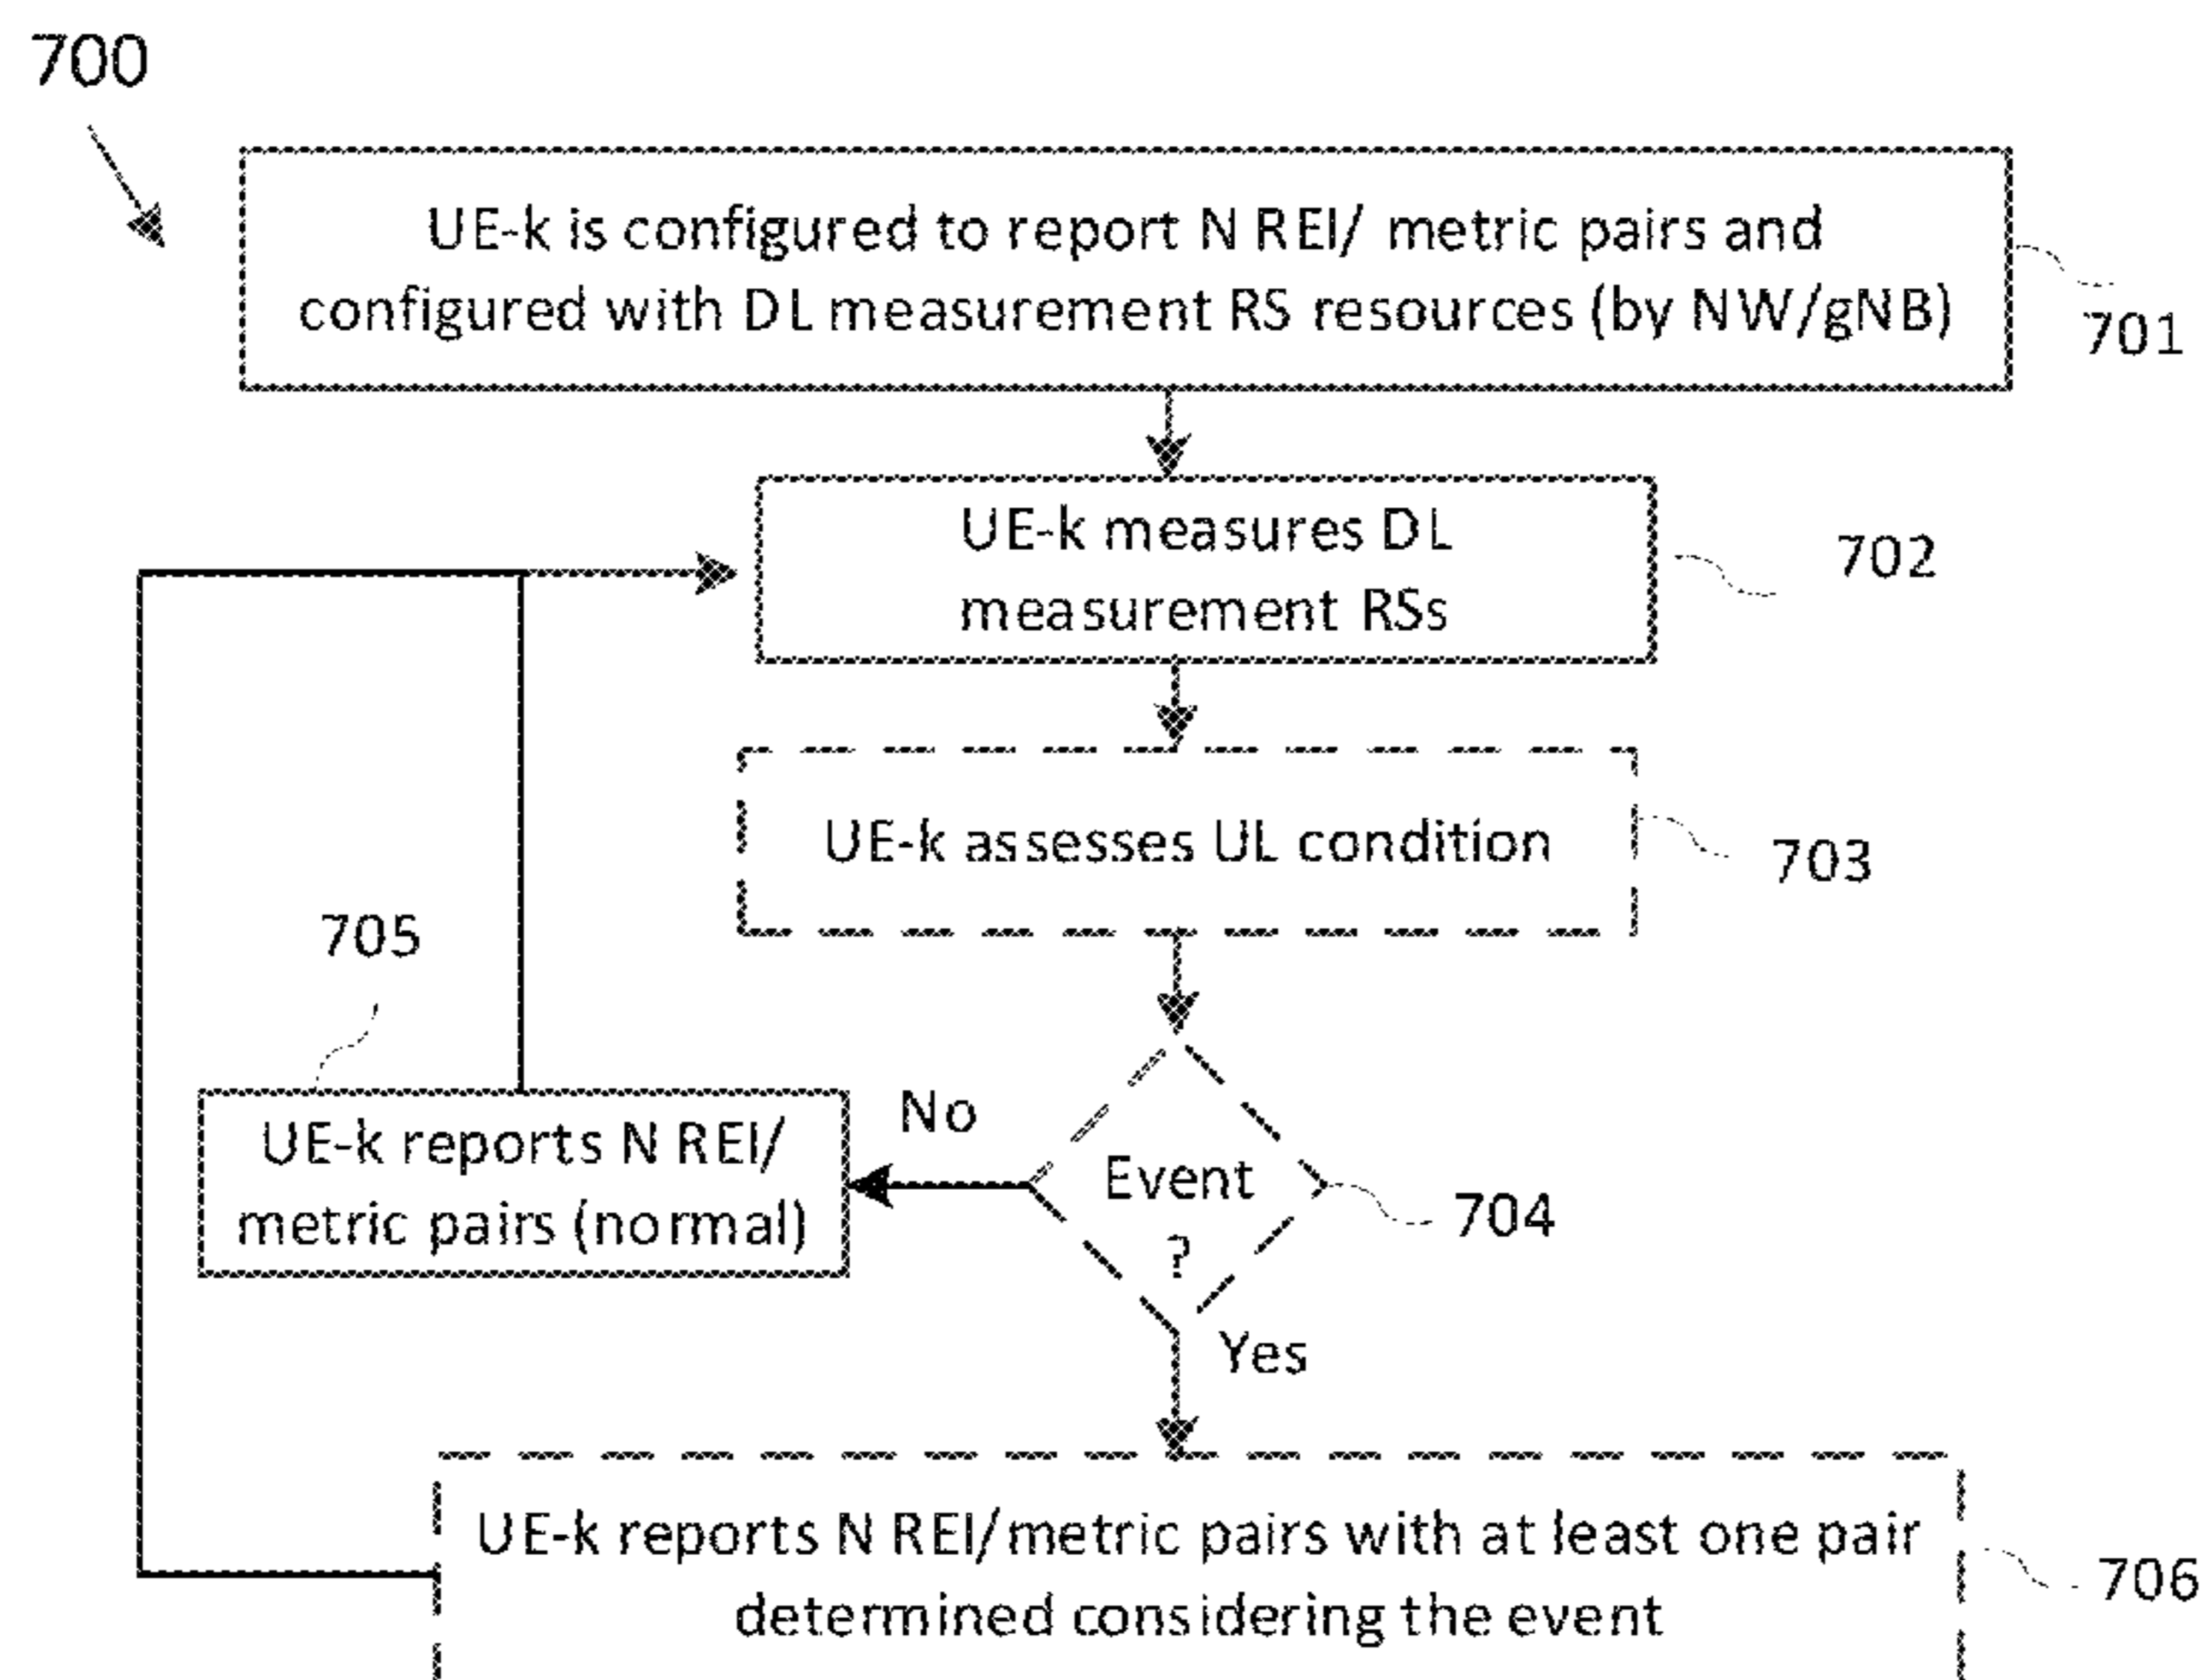 700
UE-k is configured to report N REI/ metric pairs and
configured with DL measurement RS resources (by NW/gNB)
701
UE-k measures DL
measurement RSs
702
UE-k assesses UL condition
703
705
UE-k reports N REI/
metric pairs (normal)
No
Event
?
704
Yes
UE-k reports N REI/metric pairs with at least one pair
determined considering the event
706